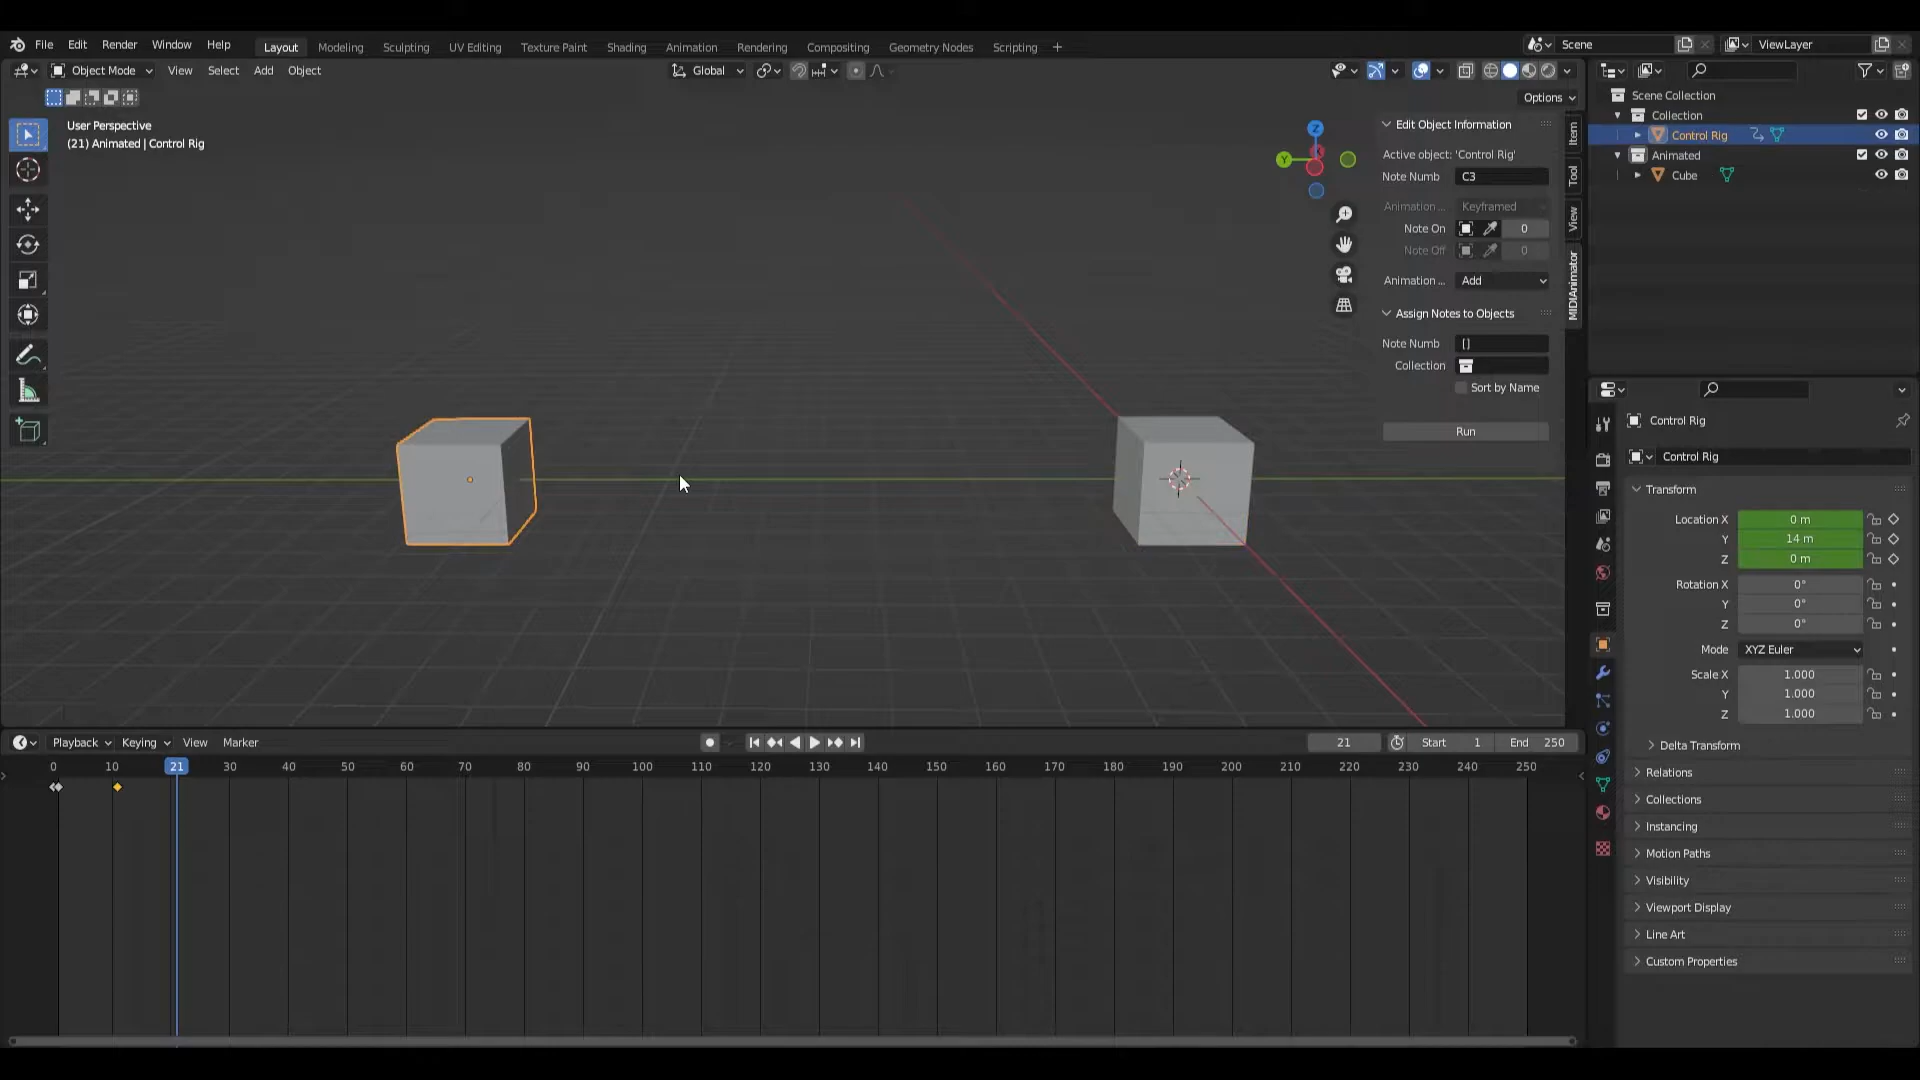 File Edit Render Window Help
Layout Modeling Sculpting UV Editing Texture Paint Shading Animation Rendering Compositing Geometry Nodes Scripting +
Scene
ViewLayer
Object Mode View Select Add Object
Global
Options
User Perspective
(21) Animated | Control Rig
Z
Y
Edit Object Information
Active object: 'Control Rig'
Note Numb C3
Animation ... Keyframed
Note On 0
Note Off 0
Animation ... Add
Assign Notes to Objects
Note Numb []
Collection
Sort by Name
Run
Item
Tool
View
MIDIAnimator
Scene Collection
Collection
Control Rig
Animated
Cube
Control Rig
Control Rig
Transform
Location X 0 m
Y 14 m
Z 0 m
Rotation X 0°
Y 0°
Z 0°
Mode XYZ Euler
Scale X 1.000
Y 1.000
Z 1.000
Delta Transform
Relations
Collections
Instancing
Motion Paths
Visibility
Viewport Display
Line Art
Custom Properties
Playback Keying View Marker
21 Start 1 End 250
0 10 21 30 40 50 60 70 80 90 100 110 120 130 140 150 160 170 180 190 200 210 220 230 240 250